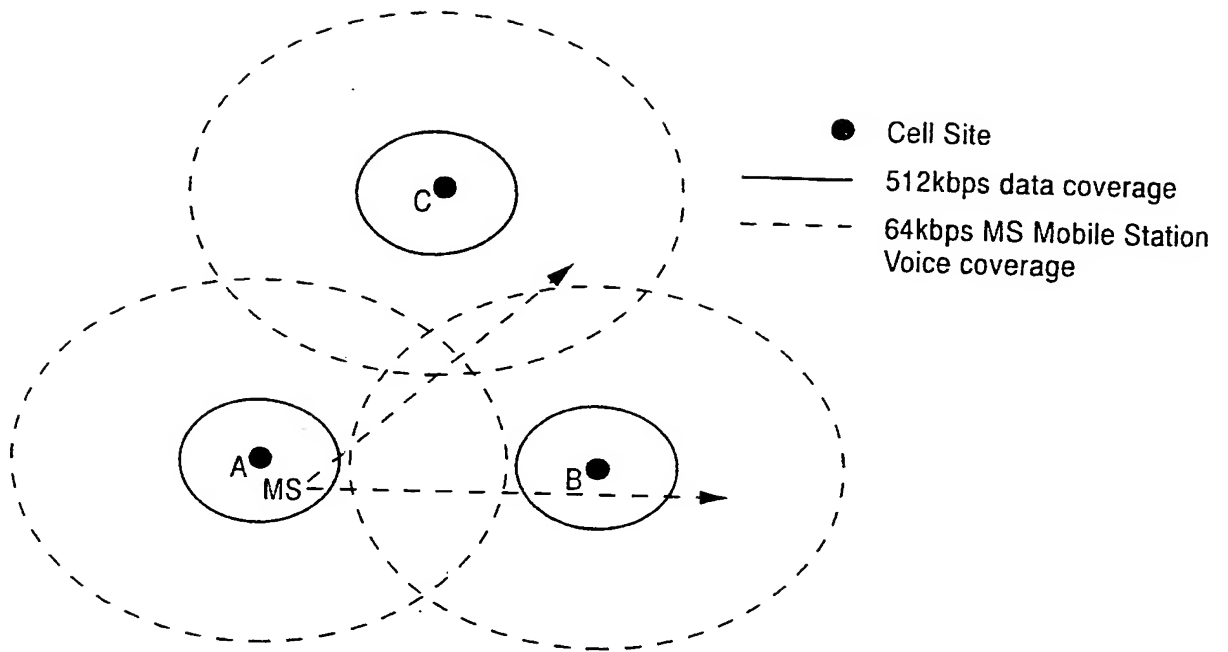 Cell Site
512kbps data coverage
64kbps MS Mobile Station
Voice coverage
C
A
MS
B